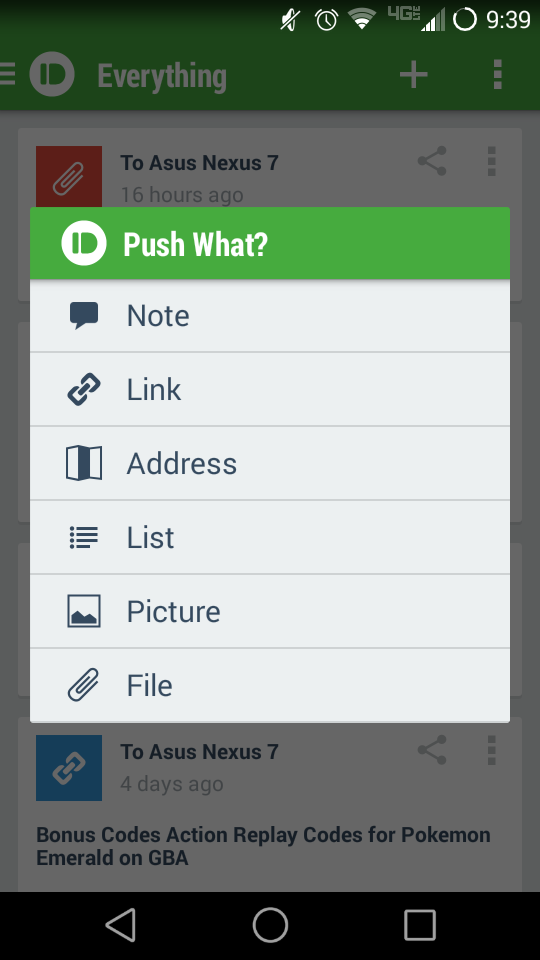 4G LTE 9:39
Everything
To Asus Nexus 7
16 hours ago
Push What?
Note
Link
Address
List
Picture
File
To Asus Nexus 7
4 days ago
Bonus Codes Action Replay Codes for Pokemon
Emerald on GBA